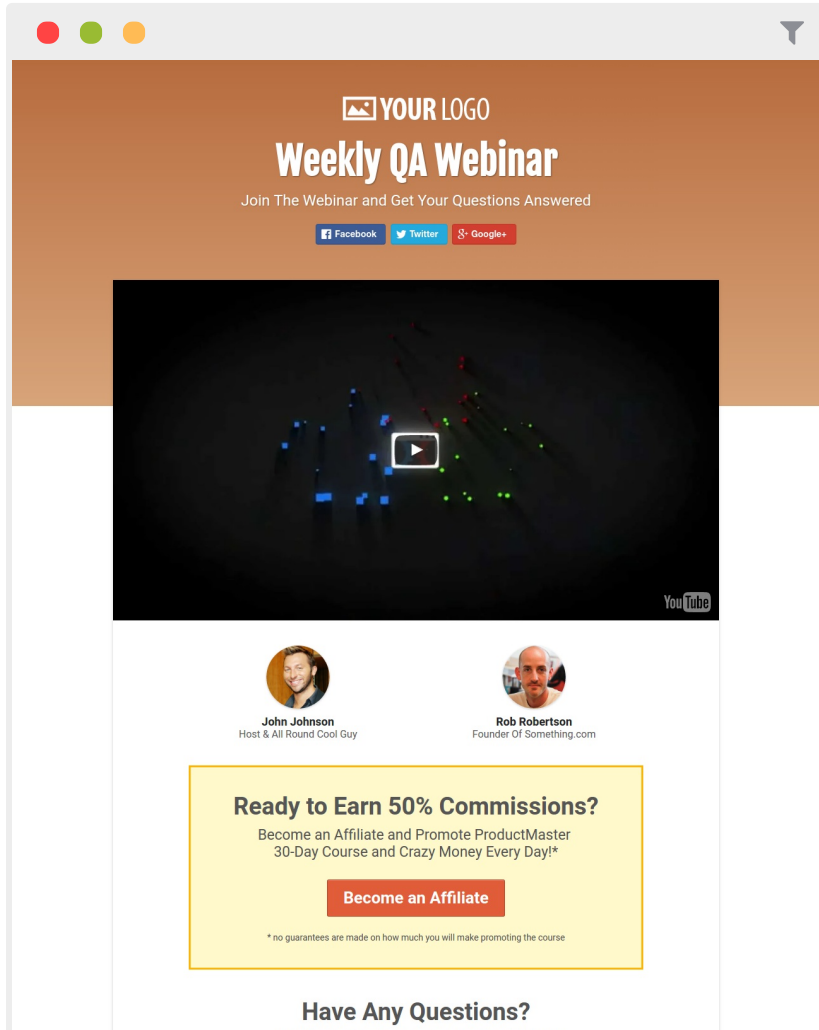 YOUR LOGO
Weekly QA Webinar
Join The Webinar and Get Your Questions Answered
Facebook Twitter Google+
YouTube
John Johnson
Host & All Round Cool Guy
Rob Robertson
Founder Of Something.com
Ready to Earn 50% Commissions?
Become an Affiliate and Promote ProductMaster
30-Day Course and Crazy Money Every Day!*
Become an Affiliate
* no guarantees are made on how much you will make promoting the course
Have Any Questions?